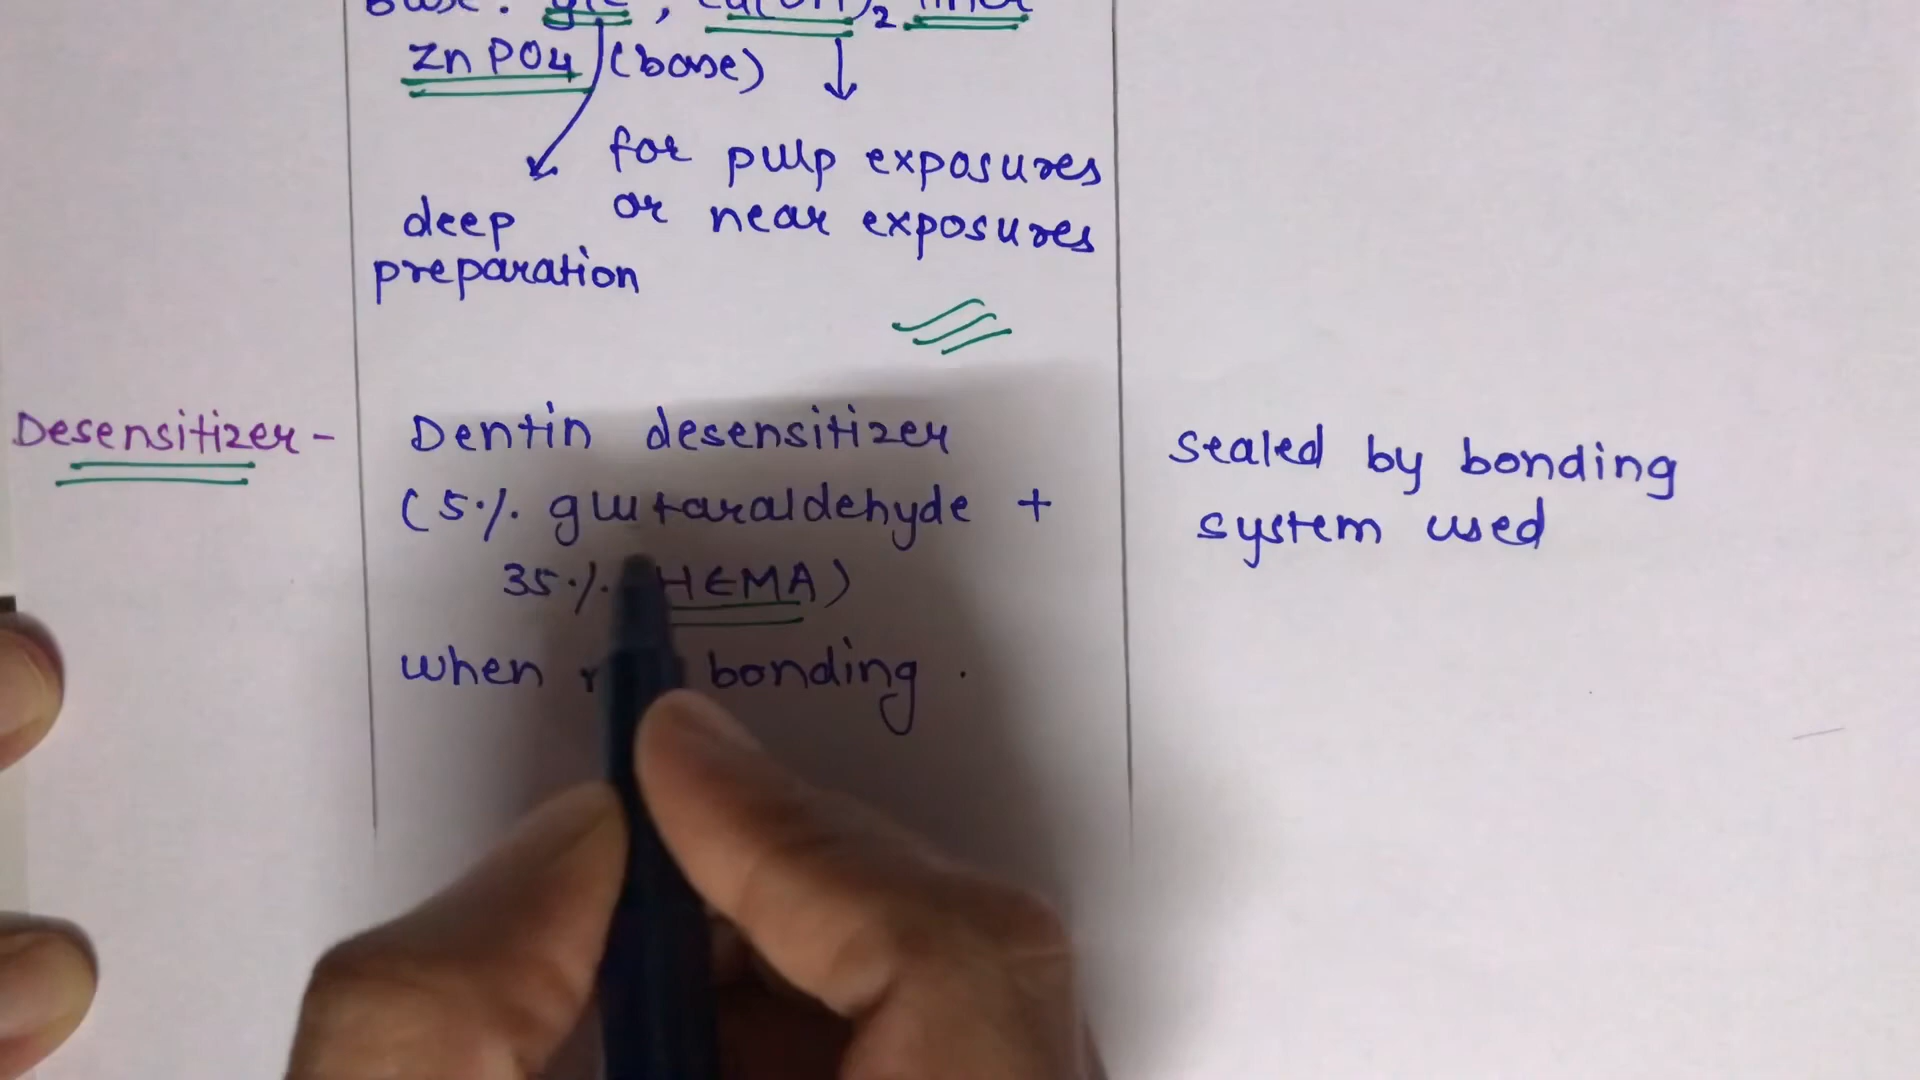 ZnPO4 (base)
for pulp exposures
or near exposures
deep
preparation
Desensitizer -
Dentin desensitizer
(5% glutaraldehyde +
35% HEMA)
when bonding.
Sealed by bonding
system used